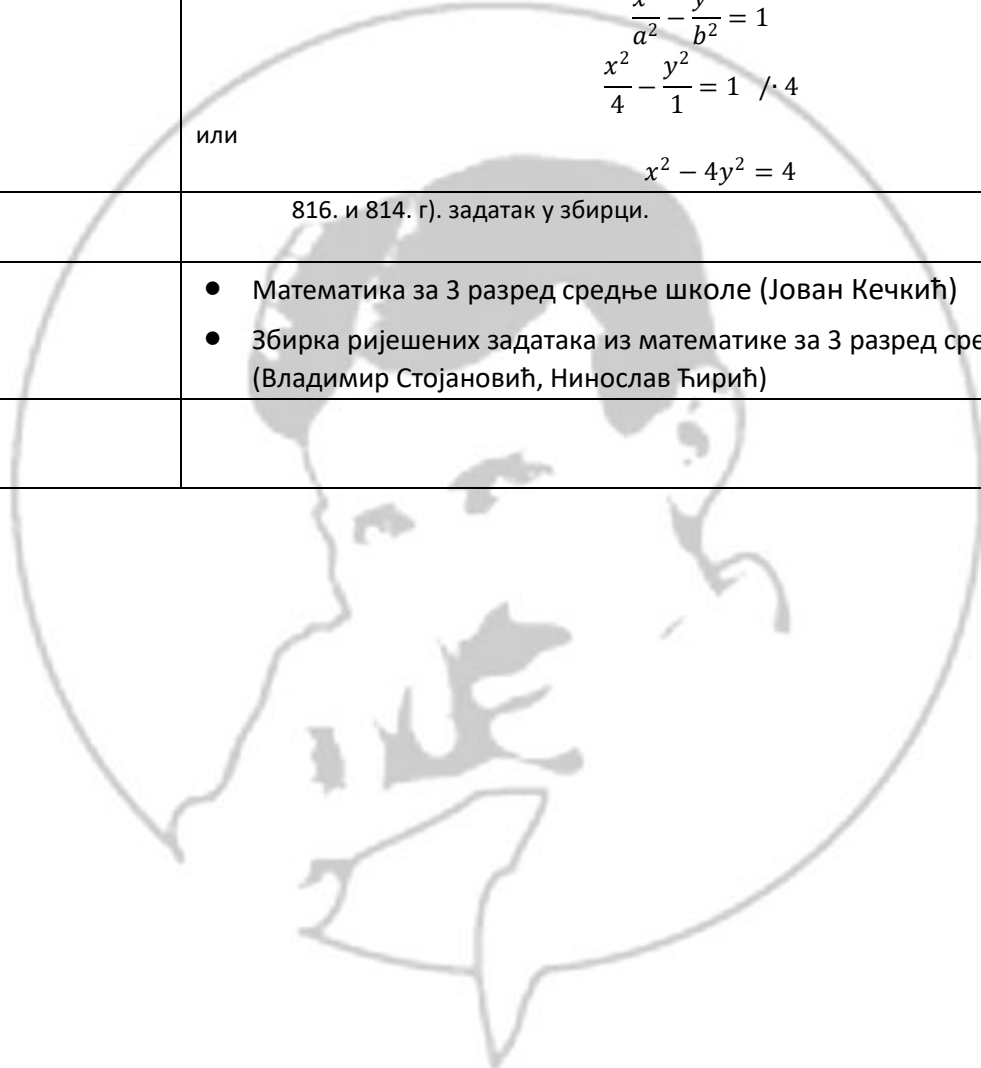 x²/a² − y²/b² = 1
x²/4 − y²/1 = 1 /· 4
или
x² − 4y² = 4
816. и 814. г). задатак у збирци.
● Математика за 3 разред средње школе (Јован Кечкић)
● Збирка ријешених задатака из математике за 3 разред сре
(Владимир Стојановић, Нинослав Ћирић)